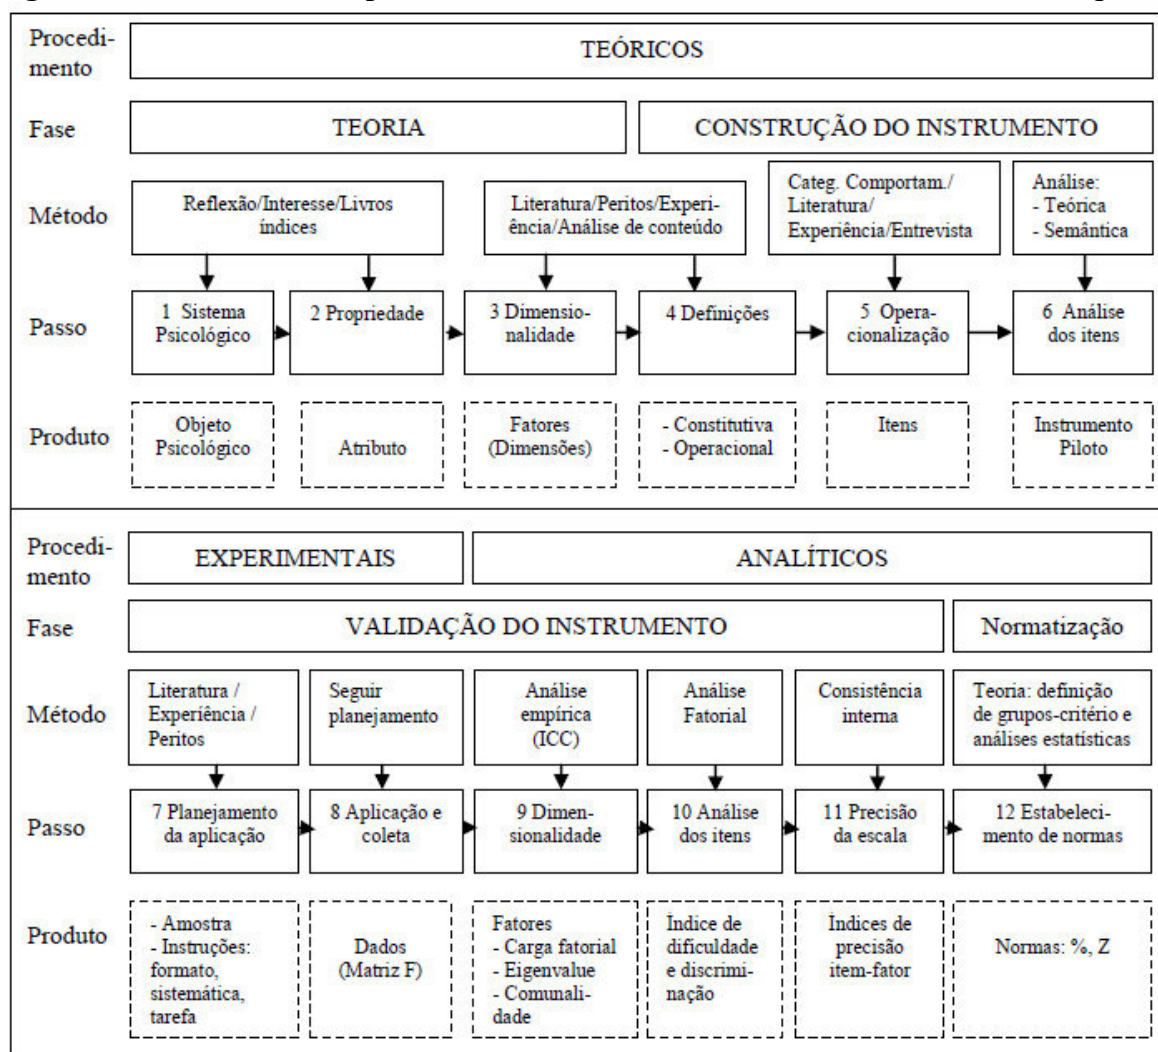 Procedi-
mento
TEÓRICOS
Fase
TEORIA
CONSTRUÇÃO DO INSTRUMENTO
Método
Reflexão/Interesse/Livros
índices
Literatura/Peritos/Experi-
ência/Análise de conteúdo
Categ. Comportam./
Literatura/
Experiência/Entrevista
Análise:
- Teórica
- Semântica
Passo
1 Sistema
Psicológico
2 Propriedade
3 Dimensio-
nalidade
4 Definições
5 Opera-
cionalização
6 Análise
dos itens
Produto
Objeto
Psicológico
Atributo
Fatores
(Dimensões)
- Constitutiva
- Operacional
Itens
Instrumento
Piloto
Procedi-
mento
EXPERIMENTAIS
ANALÍTICOS
Fase
VALIDAÇÃO DO INSTRUMENTO
Normatização
Método
Literatura /
Experiência /
Peritos
Seguir
planejamento
Análise
empírica
(ICC)
Análise
Fatorial
Consistência
interna
Teoria: definição
de grupos-critério e
análises estatísticas
Passo
7 Planejamento
da aplicação
8 Aplicação e
coleta
9 Dimen-
sionalidade
10 Análise
dos itens
11 Precisão
da escala
12 Estabeleci-
mento de normas
Produto
- Amostra
- Instruções:
formato,
sistemática,
tarefa
Dados
(Matriz F)
Fatores
- Carga fatorial
- Eigenvalue
- Comunali-
dade
Índice de
dificuldade
e discrimi-
nação
Índices de
precisão
item-fator
Normas: %, Z